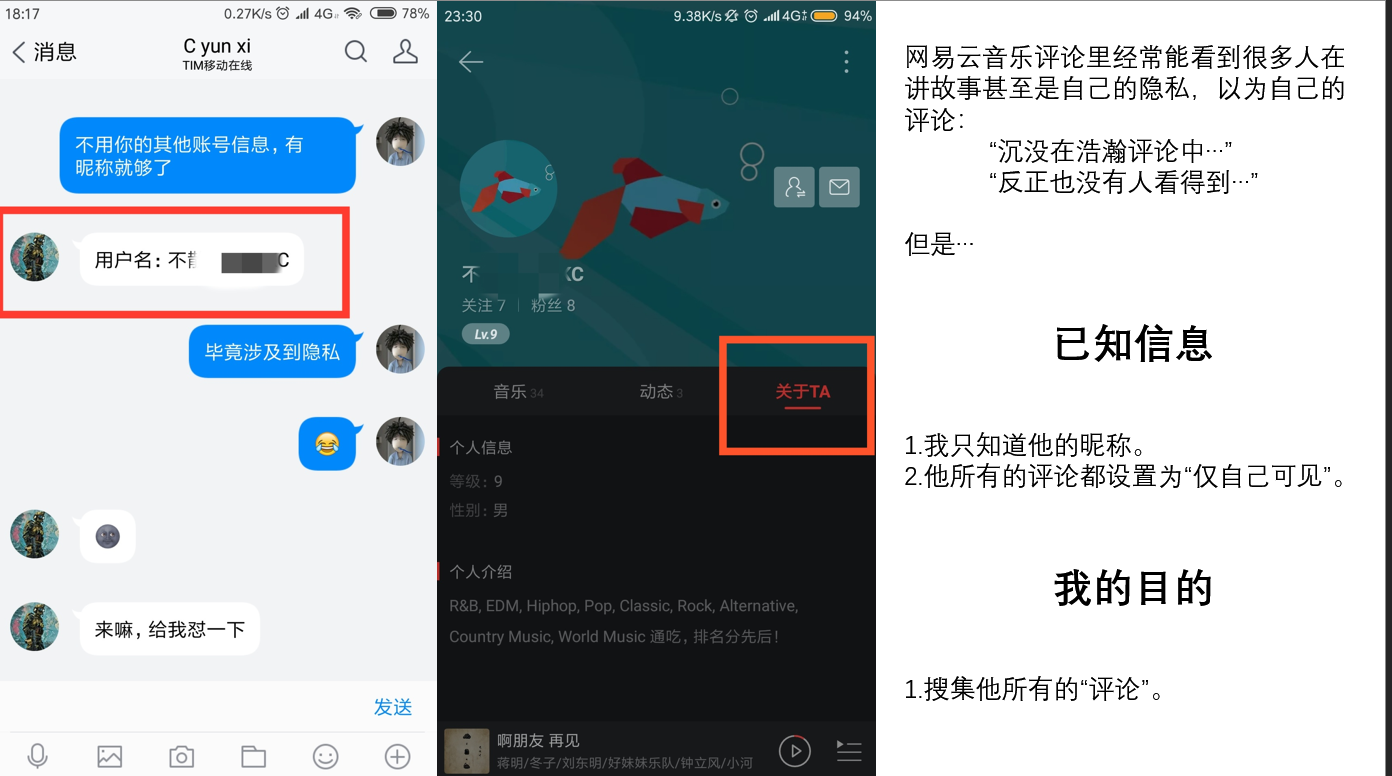 18:17
0.27K/s
4G
78%
消息
C yun xi
TIM移动在线
不用你的其他账号信息，有
昵称就够了
用户名：不
C
毕竟涉及到隐私
来嘛，给我怼一下
发送
23:30
9.38K/s
4G
94%
不
C
关注 7
粉丝 8
Lv.9
音乐 34
动态 3
关于TA
个人信息
等级：9
性别：男
个人介绍
R&B, EDM, Hiphop, Pop, Classic, Rock, Alternative,
Country Music, World Music 通吃，排名分先后！
啊朋友 再见
蒋明/冬子/刘东明/好妹妹乐队/钟立风/小河
网易云音乐评论里经常能看到很多人在
讲故事甚至是自己的隐私，以为自己的
评论：
“沉没在浩瀚评论中···”
“反正也没有人看得到···”
但是···
已知信息
1.我只知道他的昵称。
2.他所有的评论都设置为“仅自己可见”。
我的目的
1.搜集他所有的“评论”。